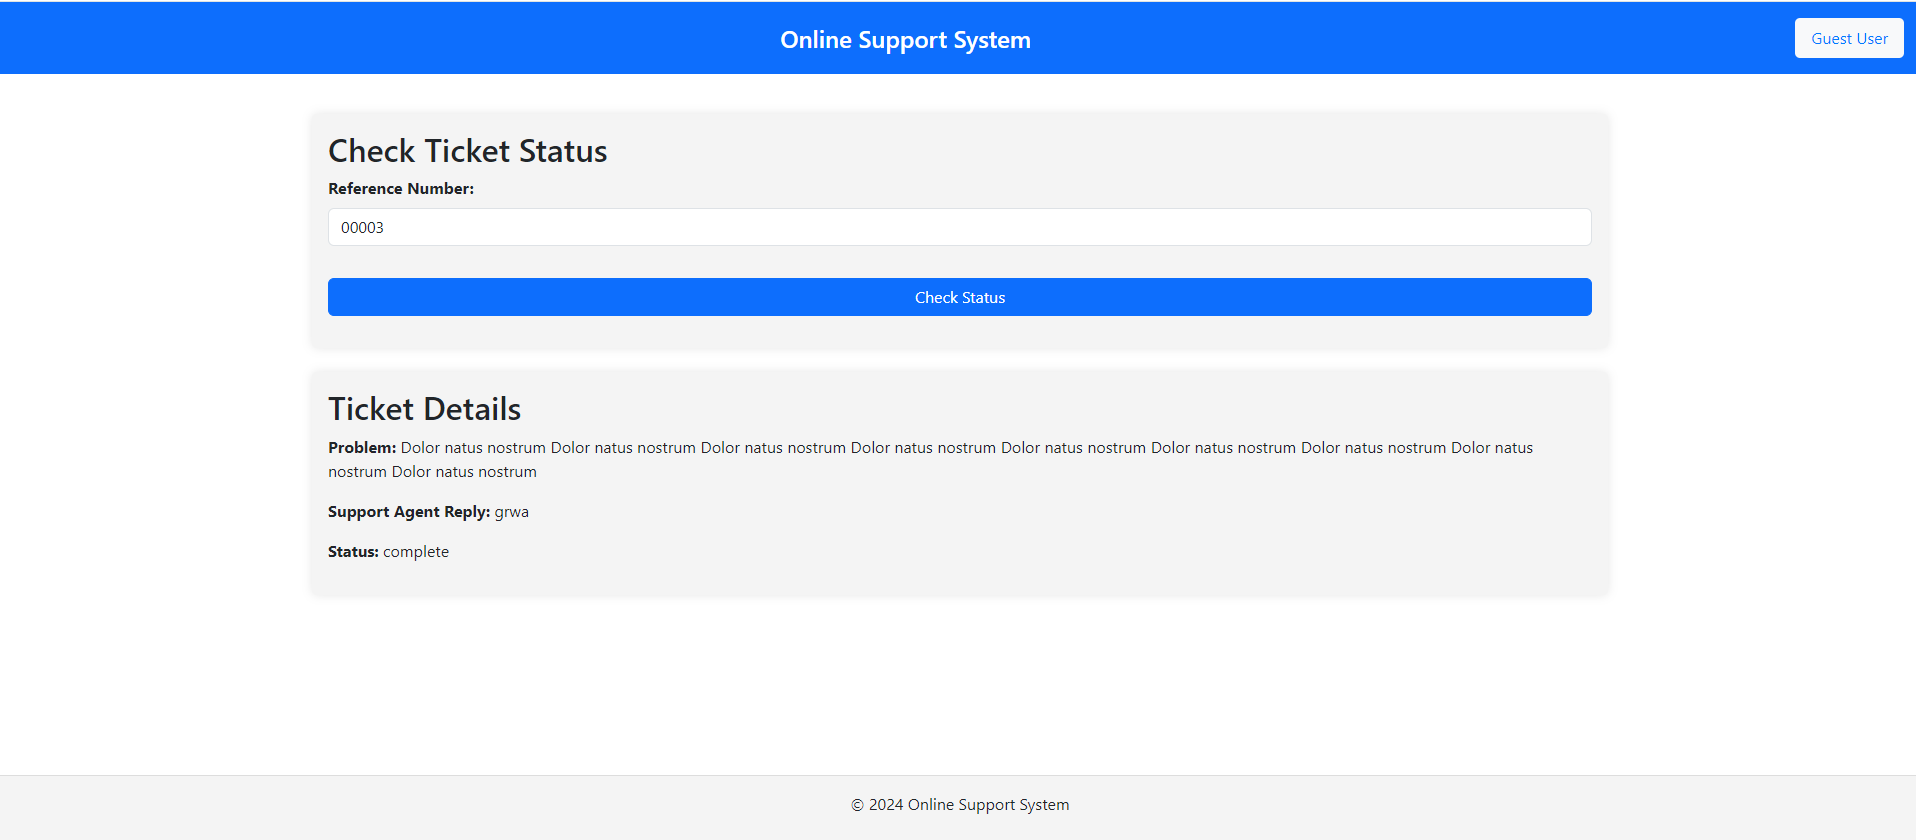 Online Support System
Guest User
Check Ticket Status
Reference Number:
00003
Check Status
Ticket Details
Problem: Dolor natus nostrum Dolor natus nostrum Dolor natus nostrum Dolor natus nostrum Dolor natus nostrum Dolor natus nostrum Dolor natus nostrum Dolor natus
nostrum Dolor natus nostrum
Support Agent Reply: grwa
Status: complete
© 2024 Online Support System